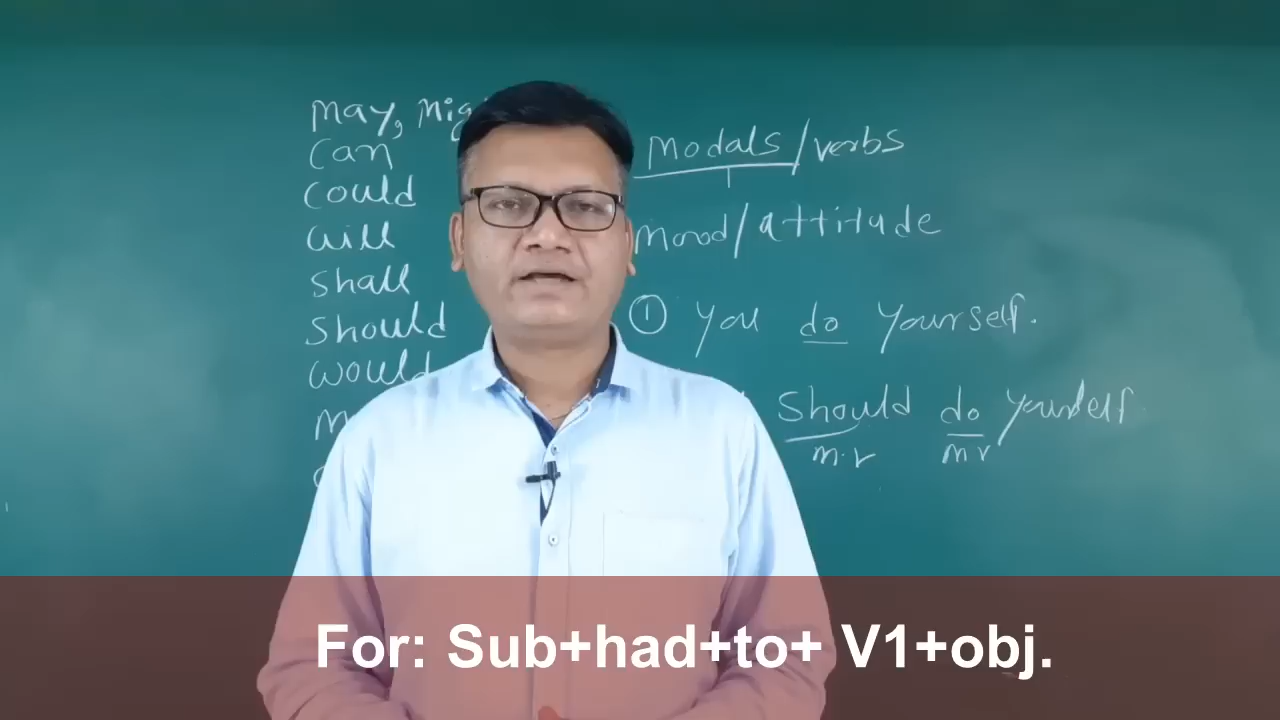 may,
can
could
will
shall
should
would
Modals/verbs
mood/attitude
① You do yourself.
should do yourself
m.v mv
For: Sub+had+to+ V1+obj.